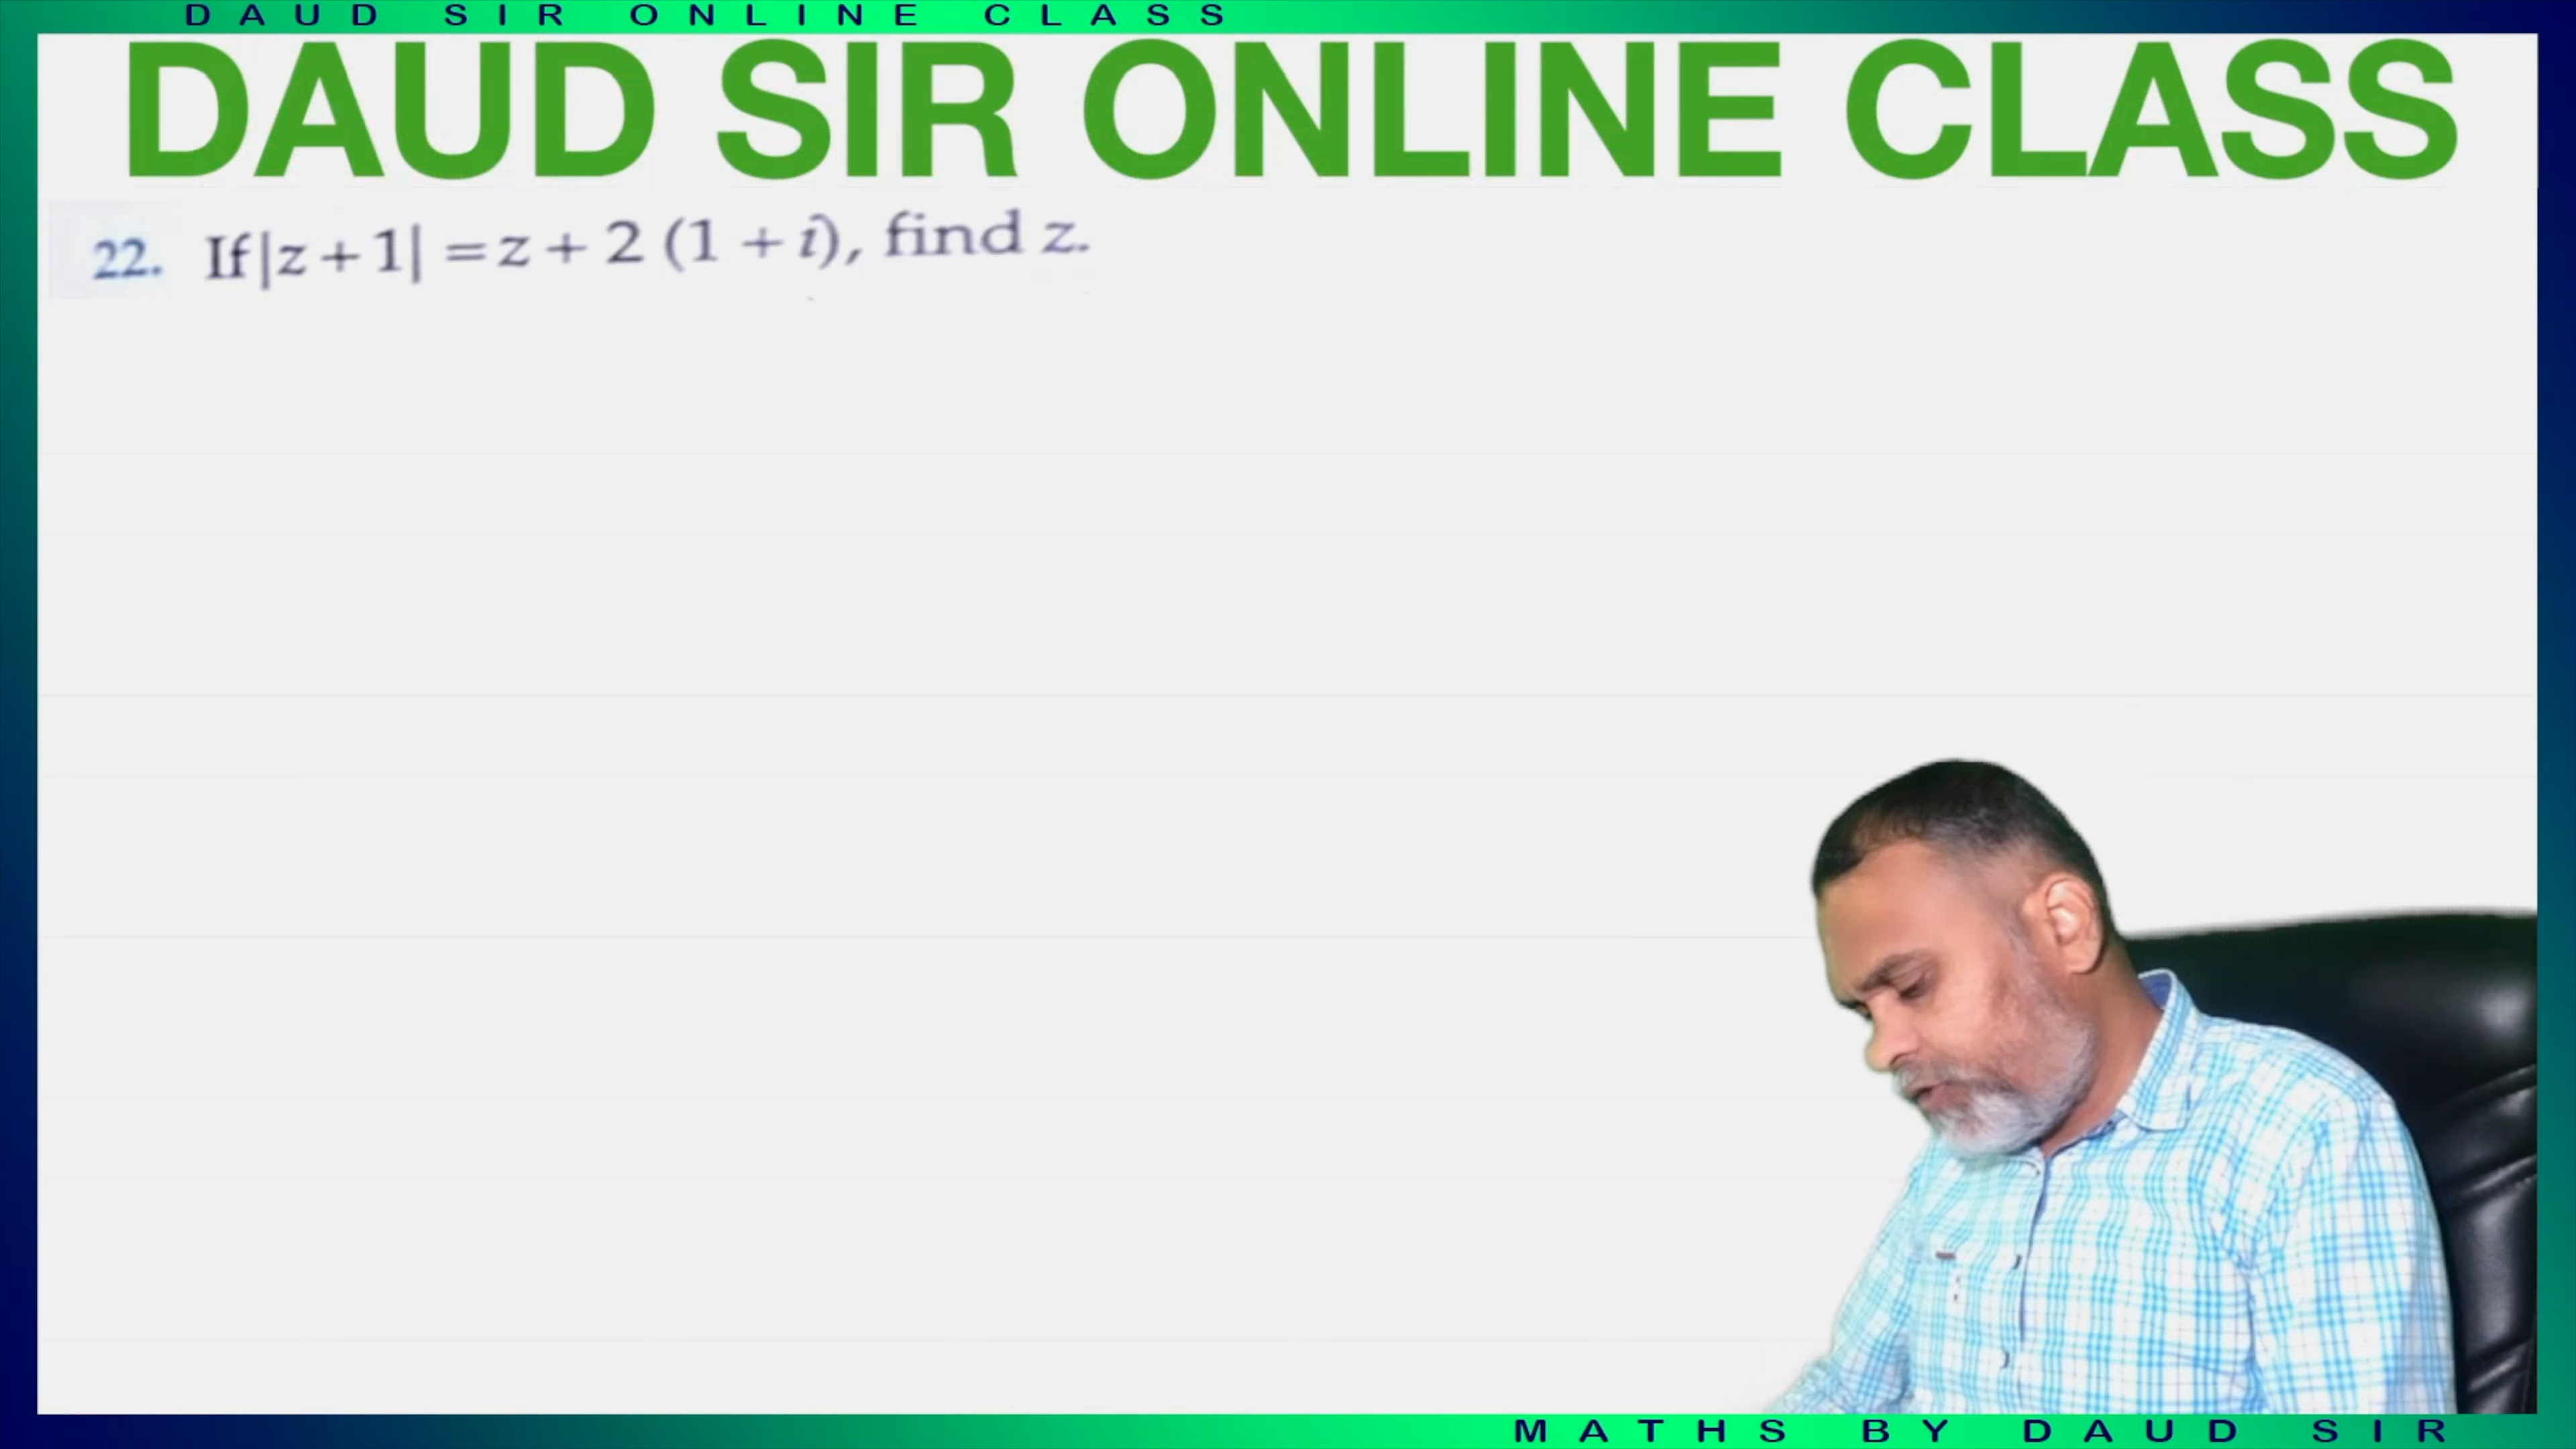 DAUD SIR ONLINE CLASS
DAUD SIR ONLINE CLASS
22. If |z + 1| = z + 2 (1 + i), find z.
MATHS BY DAUD SIR